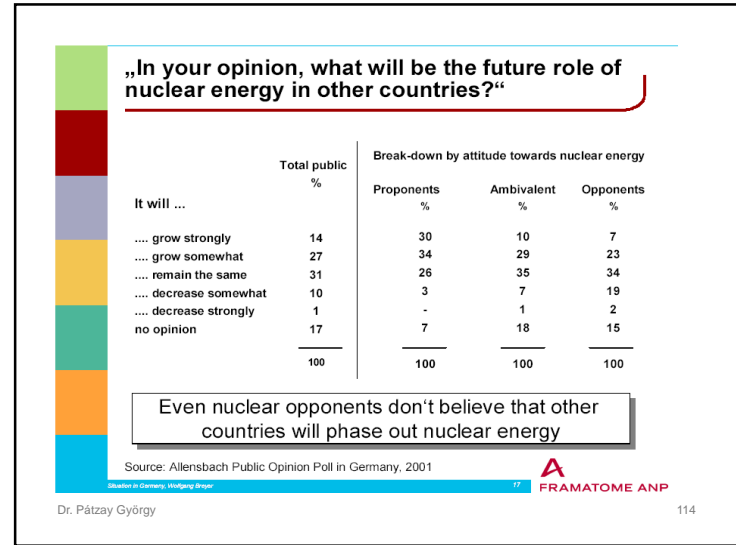 „In your opinion, what will be the future role of
nuclear energy in other countries?“
Total public
%
Break-down by attitude towards nuclear energy
Proponents Ambivalent Opponents
% % %
It will ...
.... grow strongly 14 30 10 7
.... grow somewhat 27 34 29 23
.... remain the same 31 26 35 34
.... decrease somewhat 10 3 7 19
.... decrease strongly 1 - 1 2
no opinion 17 7 18 15
100 100 100 100
Even nuclear opponents don‘t believe that other
countries will phase out nuclear energy
Source: Allensbach Public Opinion Poll in Germany, 2001
Situation in Germany, Wolfgang Breyer 17
FRAMATOME ANP
Dr. Pátzay György 114